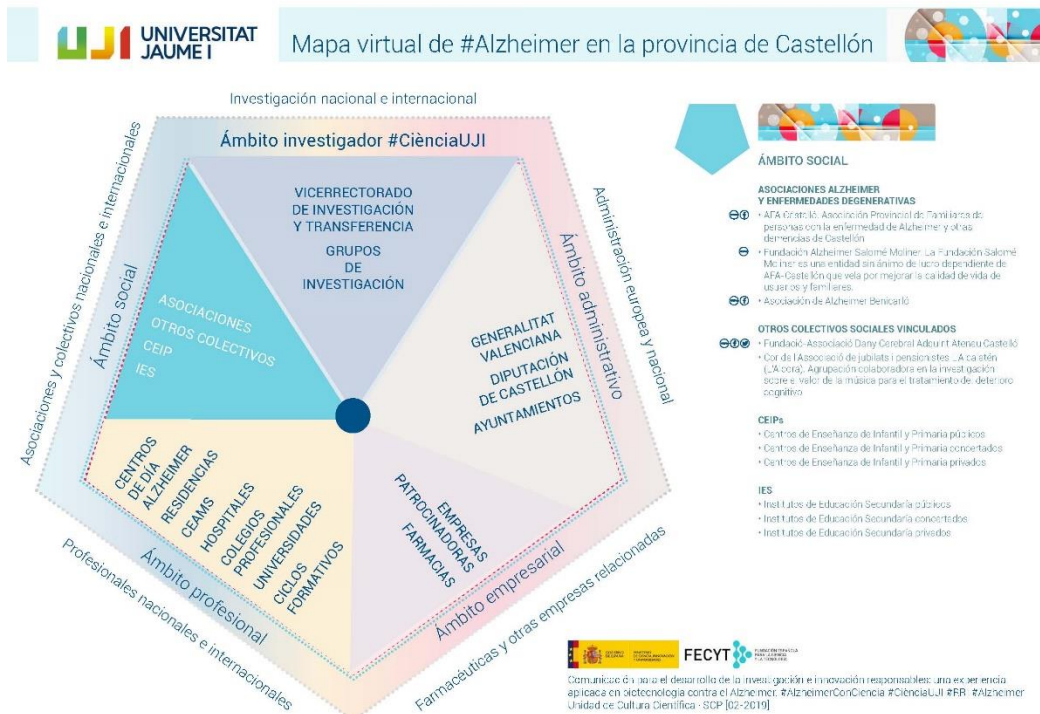 UJI UNIVERSITAT
JAUME I
Mapa virtual de #Alzheimer en la provincia de Castellón
Investigación nacional e internacional
Ámbito investigador #CiènciaUJI
VICERRECTORADO
DE INVESTIGACIÓN
Y TRANSFERENCIA
GRUPOS
DE
INVESTIGACIÓN
Asociaciones y colectivos nacionales e internacionales
Ámbito social
ASOCIACIONES
OTROS COLECTIVOS
CEIP
IES
Administración europea y nacional
Ámbito administrativo
GENERALITAT
VALENCIANA
DIPUTACIÓN
DE CASTELLÓN
AYUNTAMIENTOS
CENTROS
DE DÍA
ALZHEIMER
RESIDENCIAS
CEAMS
HOSPITALES
COLEGIOS
PROFESIONALES
UNIVERSIDADES
CICLOS
FORMATIVOS
Ámbito profesional
Profesionales nacionales e internacionales
EMPRESAS
PATROCINADORAS
FARMACIAS
Ámbito empresarial
Farmacéuticas y otras empresas relacionadas
ÁMBITO SOCIAL
ASOCIACIONES ALZHEIMER
Y ENFERMEDADES DEGENERATIVAS
• AFA Castelló. Asociación Provincial de Familiares de
personas con la enfermedad de Alzheimer y otras
demencias de Castellón
• Fundación Alzheimer Salomé Moliner. La Fundación Salomé
Moliner es una entidad sin ánimo de lucro dependiente de
AFA-Castellón que vela por mejorar la calidad de vida de
usuarios y familiares.
• Asociación de Alzheimer Benicarló
OTROS COLECTIVOS SOCIALES VINCULADOS
• Fundació-Associació Dany Cerebral Adquirit Ateneu Castelló
• Cor de l'Associació de jubilats i pensionistes
Agrupación colaboradora en la investigación
sobre el valor de la música para el tratamiento del deterioro
cognitivo
CEIPs
• Centros de Enseñanza de Infantil y Primaria públicos
• Centros de Enseñanza de Infantil y Primaria concertados
• Centros de Enseñanza de Infantil y Primaria privados
IES
• Institutos de Educación Secundaria públicos
• Institutos de Educación Secundaria concertados
• Institutos de Educación Secundaria privados
FECYT
Comunicación para el desarrollo de la investigación e innovación responsables: una experiencia
aplicada en biotecnología contra el Alzheimer. #AlzheimerConCiencia #CiènciaUJI #RRI #Alzheimer
Unidad de Cultura Científica - SCP [02-2019]